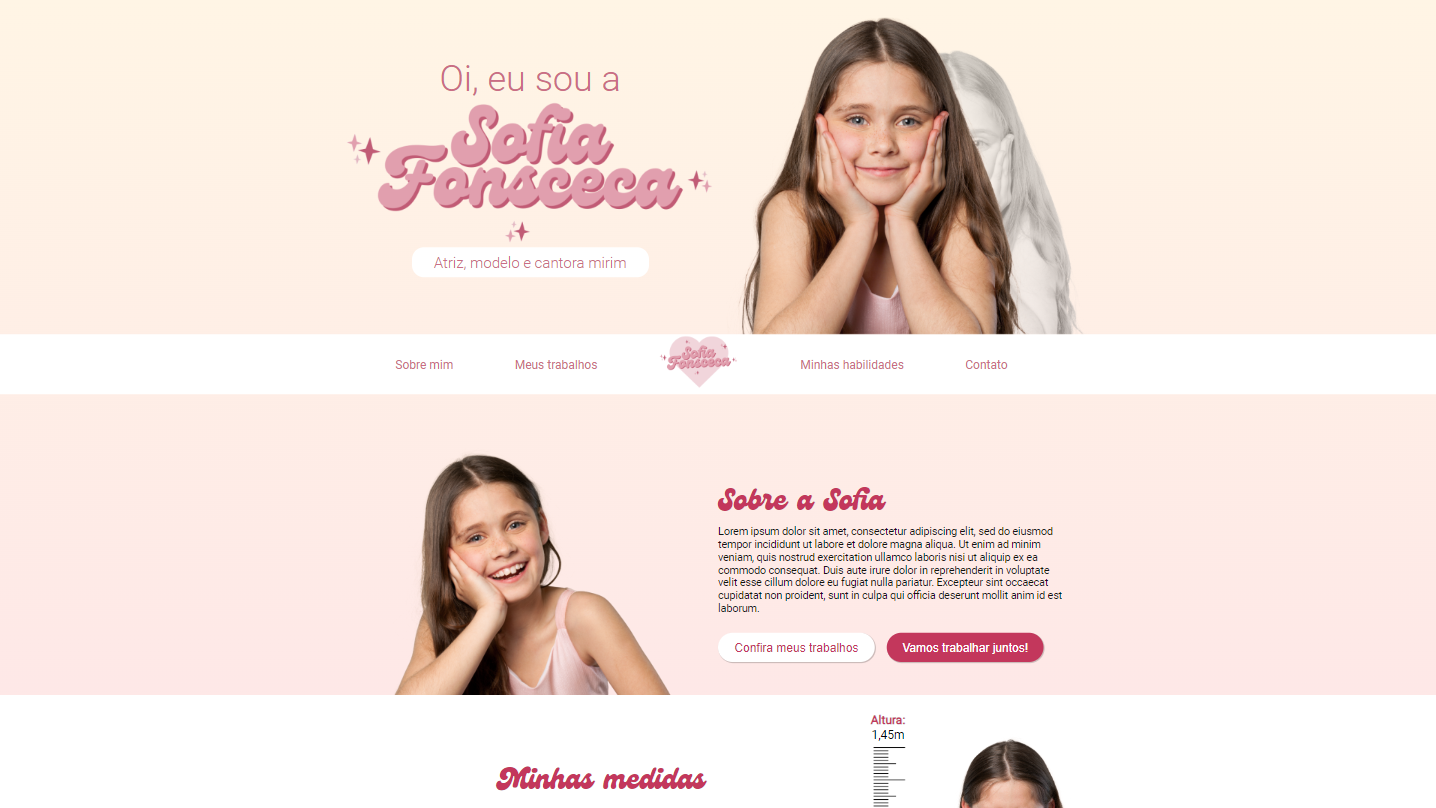 Oi, eu sou a
Sofia
Fonsceca
Atriz, modelo e cantora mirim
Sobre mim
Meus trabalhos
Sofia
Fonsceca
Minhas habilidades
Contato
Sobre a Sofia
Lorem ipsum dolor sit amet, consectetur adipiscing elit, sed do eiusmod
tempor incididunt ut labore et dolore magna aliqua. Ut enim ad minim
veniam, quis nostrud exercitation ullamco laboris nisi ut aliquip ex ea
commodo consequat. Duis aute irure dolor in reprehenderit in voluptate
velit esse cillum dolore eu fugiat nulla pariatur. Excepteur sint occaecat
cupidatat non proident, sunt in culpa qui officia deserunt mollit anim id est
laborum.
Confira meus trabalhos
Vamos trabalhar juntos!
Altura:
1,45m
Minhas medidas